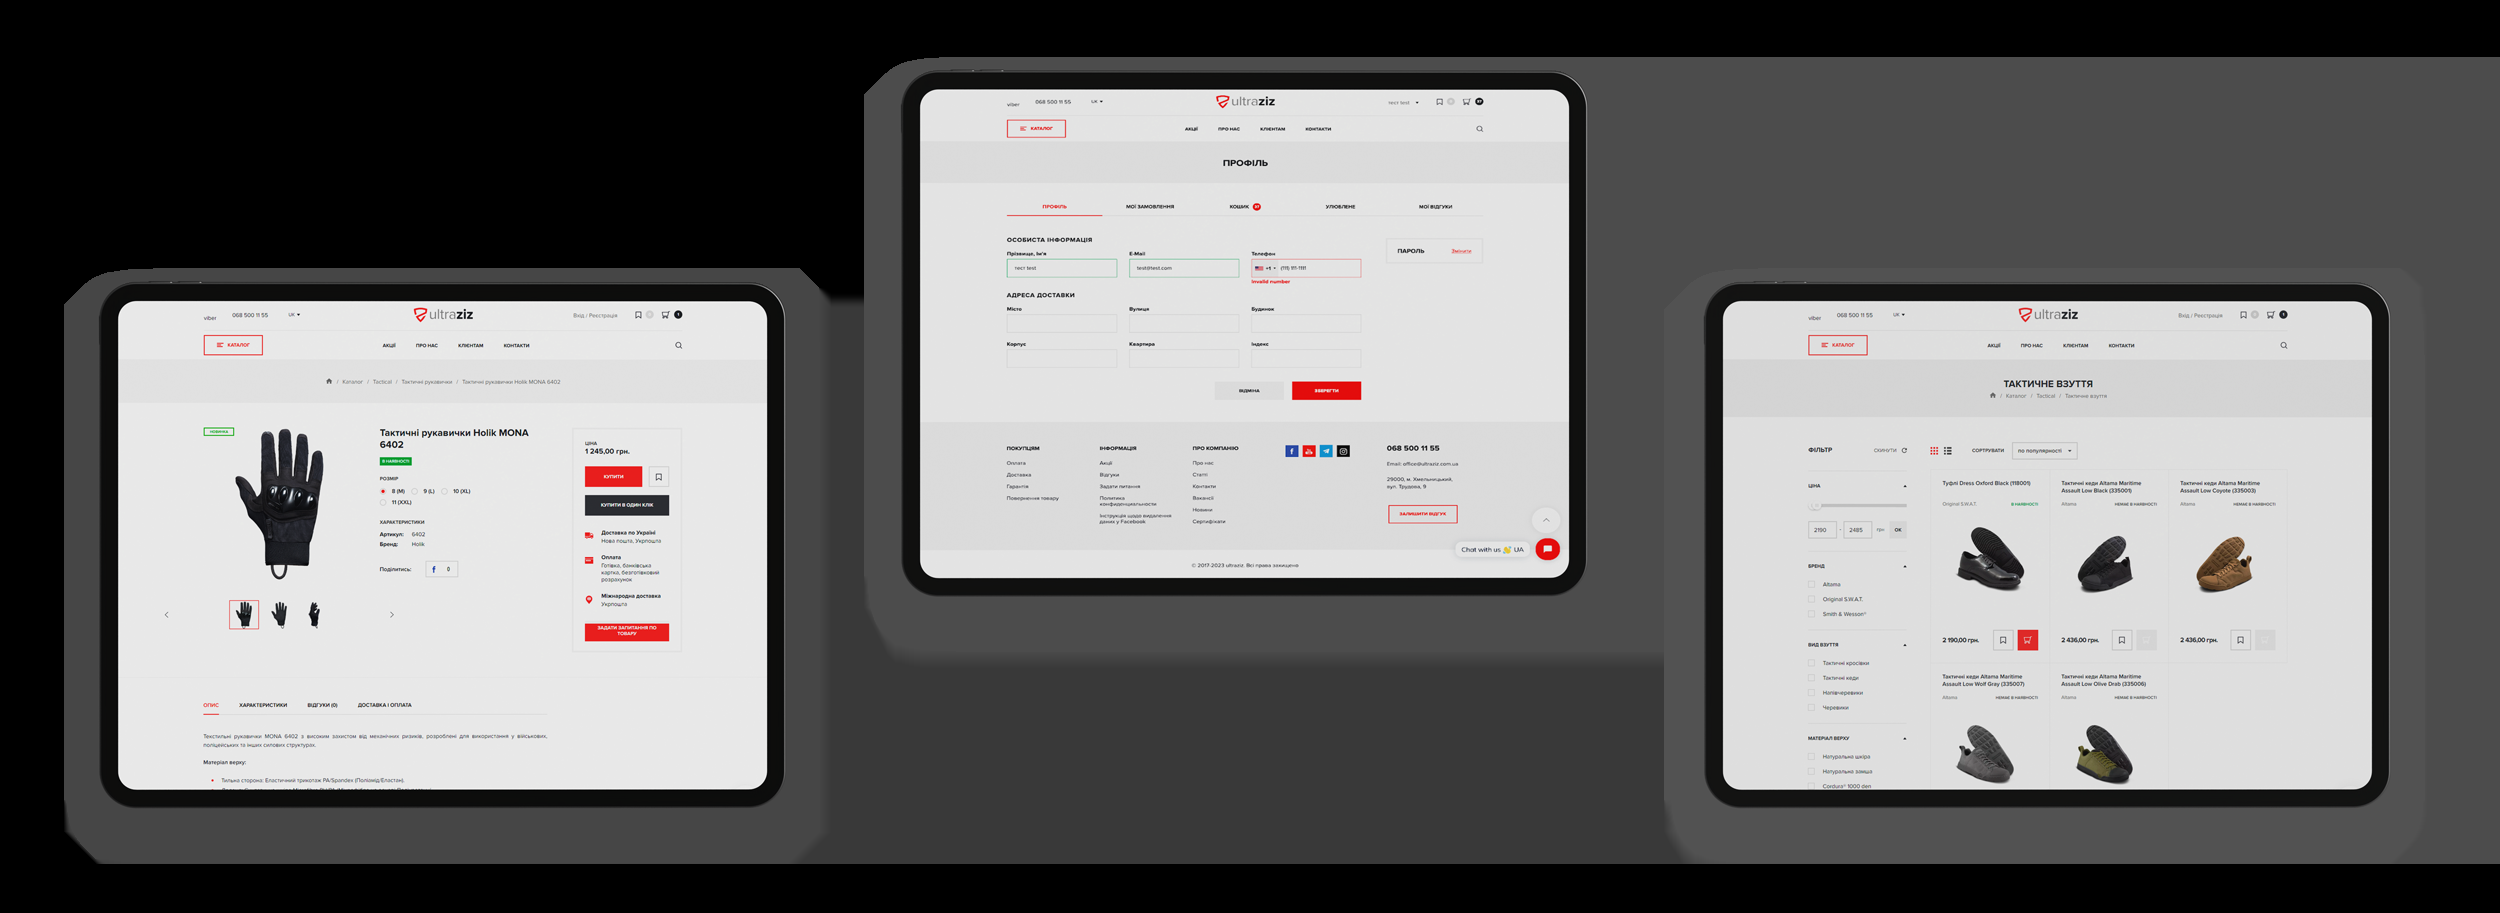 viber
068 500 11 55
UK
ultraziz
Вхід / Реєстрація
1
КАТАЛОГ
АКЦІЇ
ПРО НАС
КЛІЄНТАМ
КОНТАКТИ
/ Каталог / Tactical / Тактичні рукавички / Тактичні рукавички Holik MONA 6402
НОВИНКА
Тактичні рукавички Holik MONA
6402
В НАЯВНОСТІ
РОЗМІР
8 (M)
9 (L)
10 (XL)
11 (XXL)
ХАРАКТЕРИСТИКИ
Артикул: 6402
Бренд: Holik
Поділитись:
0
ЦІНА
1 245,00 грн.
КУПИТИ
КУПИТИ В ОДИН КЛІК
Доставка по Україні
Нова пошта, Укрпошта
Оплата
Готівка, банківська
картка, безготівковий
розрахунок
Міжнародна доставка
Укрпошта
ЗАДАТИ ЗАПИТАННЯ ПО
ТОВАРУ
ОПИС
ХАРАКТЕРИСТИКИ
ВІДГУКИ (0)
ДОСТАВКА І ОПЛАТА
Текстильні рукавички MONA 6402 з високим захистом від механічних ризиків, розроблені для використання у військових,
поліцейських та інших силових структурах.
Матеріал верху:
Тильна сторона: Еластичний трикотаж PA/Spandex (Поліамід/Еластан).
viber
068 500 11 55
UK
ultraziz
тест test
37
КАТАЛОГ
АКЦІЇ
ПРО НАС
КЛІЄНТАМ
КОНТАКТИ
ПРОФІЛЬ
ПРОФІЛЬ
МОЇ ЗАМОВЛЕННЯ
КОШИК 37
УЛЮБЛЕНЕ
МОЇ ВІДГУКИ
ОСОБИСТА ІНФОРМАЦІЯ
Прізвище, Ім'я
E-Mail
Телефон
тест test
test@test.com
+1
(111) 111-1111
Invalid number
ПАРОЛЬ
Змінити
АДРЕСА ДОСТАВКИ
Місто
Вулиця
Будинок
Корпус
Квартира
Індекс
ВІДМІНА
ЗБЕРЕГТИ
ПОКУПЦЯМ
Оплата
Доставка
Гарантія
Повернення товару
ІНФОРМАЦІЯ
Акції
Відгуки
Задати питання
Политика
конфиденциальности
Інструкція щодо видалення
даних у Facebook
ПРО КОМПАНІЮ
Про нас
Статті
Контакти
Вакансії
Новини
Сертифікати
068 500 11 55
Email: office@ultraziz.com.ua
29000, м. Хмельницький,
вул. Трудова, 9
ЗАЛИШИТИ ВІДГУК
Chat with us 👋 UA
© 2017-2023 ultraziz. Всі права захищено
viber
068 500 11 55
UK
ultraziz
Вхід / Реєстрація
1
КАТАЛОГ
АКЦІЇ
ПРО НАС
КЛІЄНТАМ
КОНТАКТИ
ТАКТИЧНЕ ВЗУТТЯ
/ Каталог / Tactical / Тактичне взуття
ФІЛЬТР
СКИНУТИ
СОРТУВАТИ
по популярності
ЦІНА
2190 - 2485 грн OK
БРЕНД
Altama
Original S.W.A.T.
Smith & Wesson®
ВИД ВЗУТТЯ
Тактичні кросівки
Тактичні кеди
Напівчеревики
Черевики
МАТЕРІАЛ ВЕРХУ
Натуральна шкіра
Натуральна замша
Cordura® 1000 den
Туфлі Dress Oxford Black (118001)
Original S.W.A.T.
В НАЯВНОСТІ
2 190,00 грн.
Тактичні кеди Altama Maritime
Assault Low Black (335001)
Altama
НЕМАЄ В НАЯВНОСТІ
2 436,00 грн.
Тактичні кеди Altama Maritime
Assault Low Coyote (335003)
Altama
НЕМАЄ В НАЯВНОСТІ
2 436,00 грн.
Тактичні кеди Altama Maritime
Assault Low Wolf Gray (335007)
Altama
НЕМАЄ В НАЯВНОСТІ
Тактичні кеди Altama Maritime
Assault Low Olive Drab (335006)
Altama
НЕМАЄ В НАЯВНОСТІ